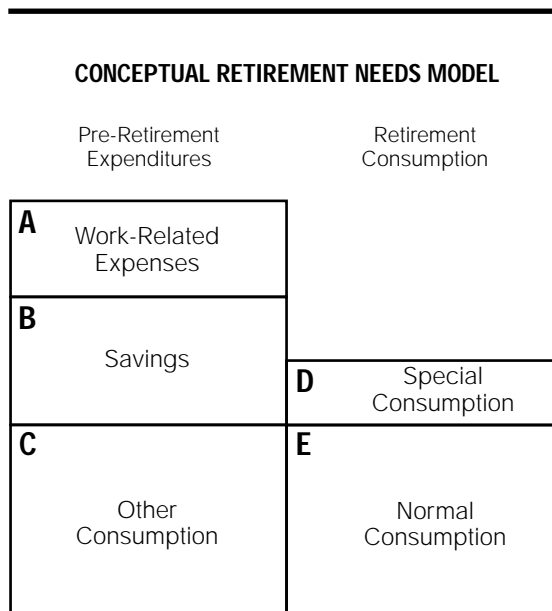 CONCEPTUAL RETIREMENT NEEDS MODEL
Pre-Retirement
Expenditures
Retirement
Consumption
A
Work-Related
Expenses
B
Savings
D
Special
Consumption
C
Other
Consumption
E
Normal
Consumption